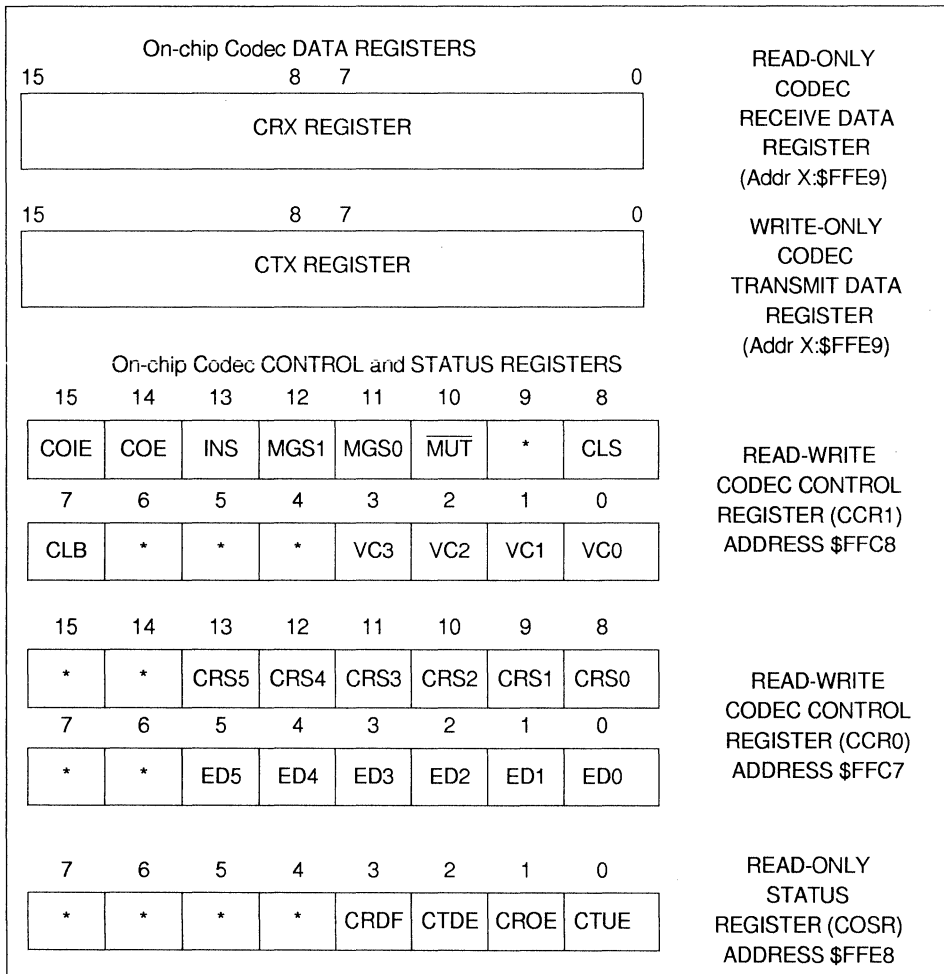 On-chip Codec DATA REGISTERS
15 8 7 0
CRX REGISTER
READ-ONLY
CODEC
RECEIVE DATA
REGISTER
(Addr X:$FFE9)
15 8 7 0
CTX REGISTER
WRITE-ONLY
CODEC
TRANSMIT DATA
REGISTER
(Addr X:$FFE9)
On-chip Codec CONTROL and STATUS REGISTERS
15 14 13 12 11 10 9 8
COIE COE INS MGS1 MGS0 MUT * CLS
7 6 5 4 3 2 1 0
CLB * * * VC3 VC2 VC1 VC0
READ-WRITE
CODEC CONTROL
REGISTER (CCR1)
ADDRESS $FFC8
15 14 13 12 11 10 9 8
* * CRS5 CRS4 CRS3 CRS2 CRS1 CRS0
7 6 5 4 3 2 1 0
* * ED5 ED4 ED3 ED2 ED1 ED0
READ-WRITE
CODEC CONTROL
REGISTER (CCR0)
ADDRESS $FFC7
7 6 5 4 3 2 1 0
* * * * CRDF CTDE CROE CTUE
READ-ONLY
STATUS
REGISTER (COSR)
ADDRESS $FFE8